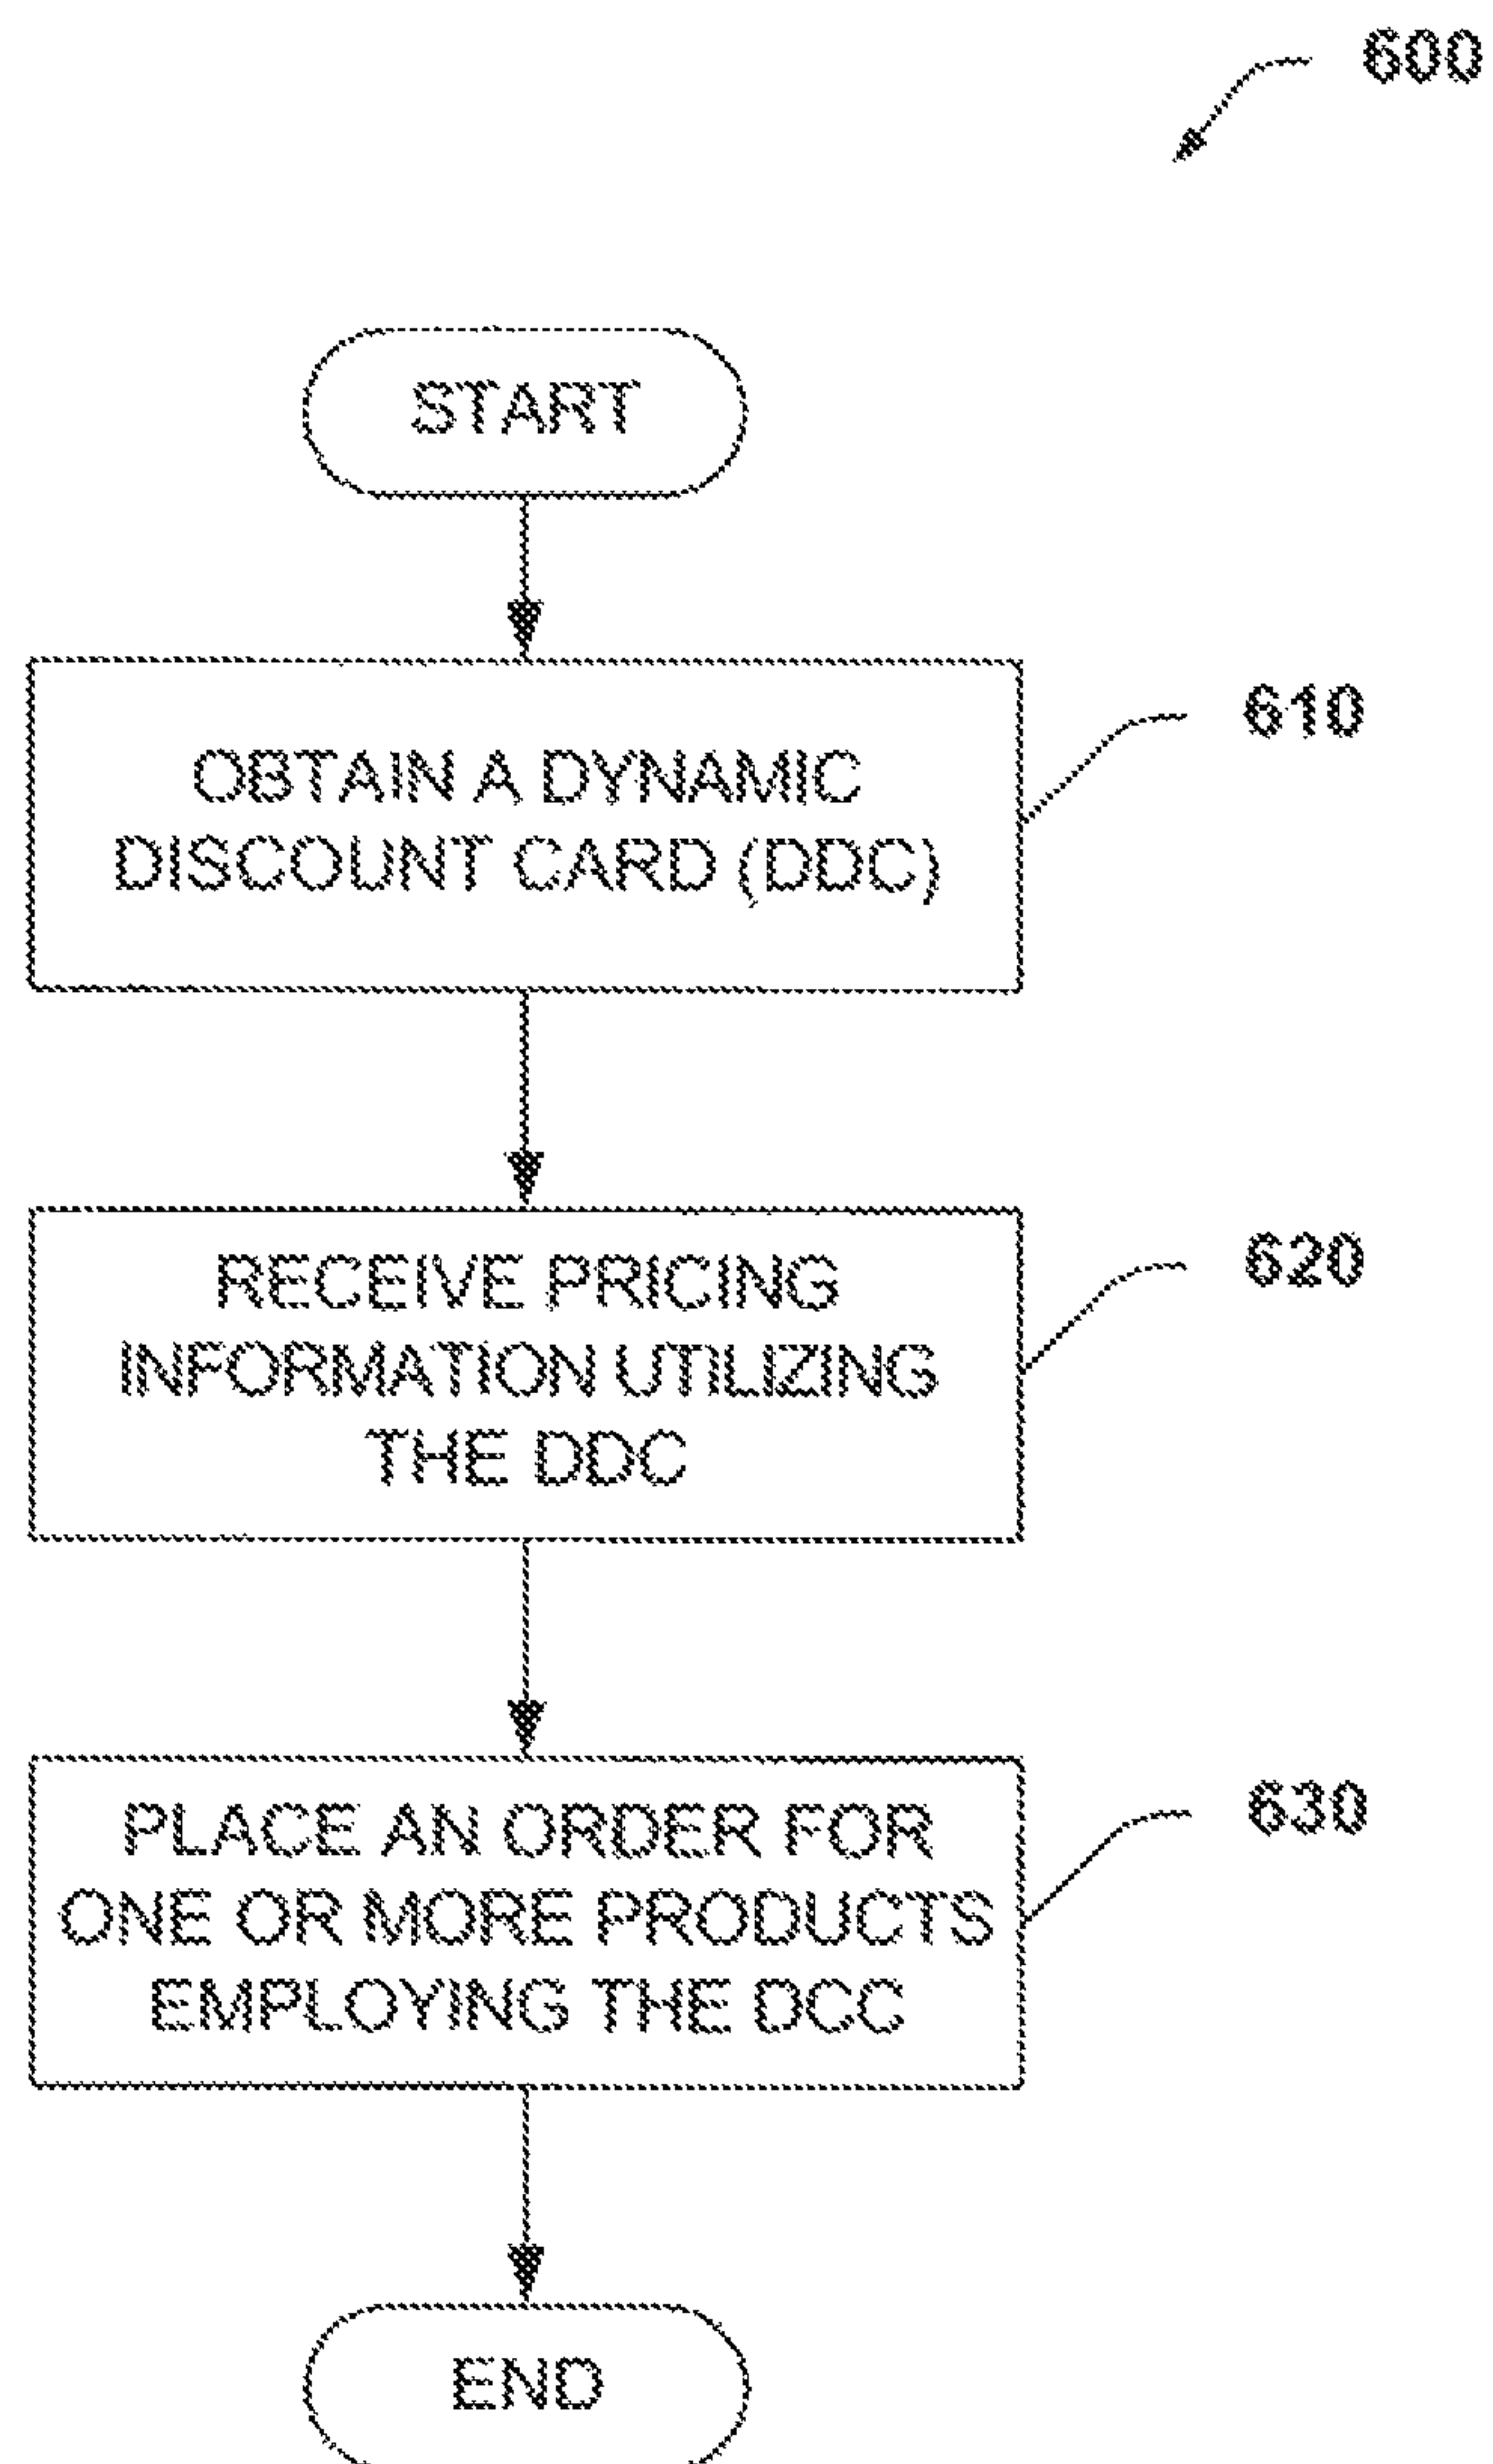 600
START
OBTAIN A DYNAMIC
DISCOUNT CARD (DDC)
610
RECEIVE PRICING
INFORMATION UTILIZING
THE DDC
620
PLACE AN ORDER FOR
ONE OR MORE PRODUCTS
EMPLOYING THE DCC
630
END